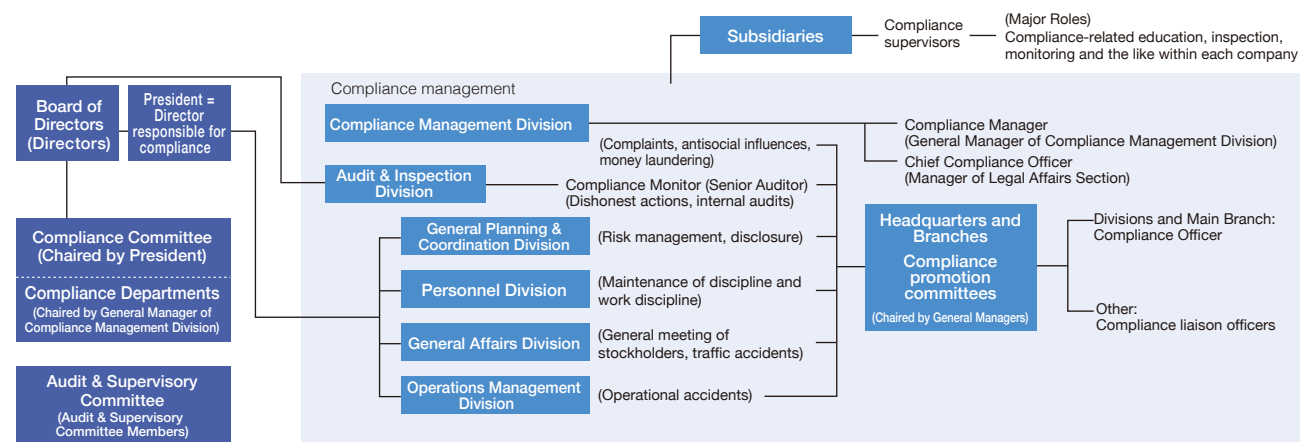 Subsidiaries
Compliance
supervisors
(Major Roles)
Compliance-related education, inspection,
monitoring and the like within each company
Board of
Directors
(Directors)
President =
Director
responsible for
compliance
Compliance Committee
(Chaired by President)
Compliance Departments
(Chaired by General Manager of
Compliance Management Division)
Audit & Supervisory
Committee
(Audit & Supervisory
Committee Members)
Compliance management
Compliance Management Division
(Complaints, antisocial influences,
money laundering)
Compliance Manager
(General Manager of Compliance Management Division)
Chief Compliance Officer
(Manager of Legal Affairs Section)
Audit & Inspection
Division
Compliance Monitor (Senior Auditor)
(Dishonest actions, internal audits)
General Planning &
Coordination Division
(Risk management, disclosure)
Personnel Division
(Maintenance of discipline and
work discipline)
General Affairs Division
(General meeting of
stockholders, traffic accidents)
Operations Management
Division
(Operational accidents)
Headquarters and
Branches
Compliance
promotion
committees
(Chaired by General Managers)
Divisions and Main Branch:
Compliance Officer
Other:
Compliance liaison officers